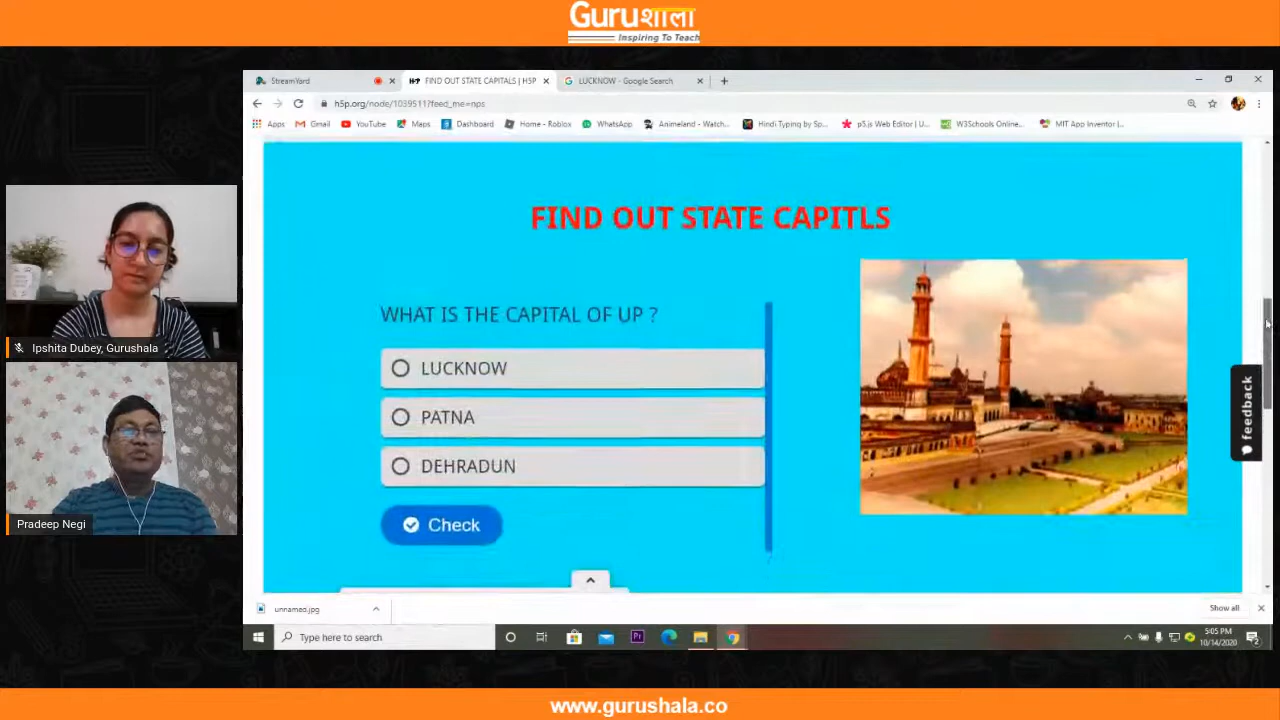 Guruशाला
Inspiring To Teach
StreamYard
FIND OUT STATE CAPITALS | H5P
LUCKNOW - Google Search
h5p.org/node/1039511?feed_me=nps
Apps
Gmail
YouTube
Maps
Dashboard
Home - Roblox
WhatsApp
Animeland - Watch...
Hindi Typing by Sp...
p5.js Web Editor | U...
W3Schools Online...
MIT App Inventor |...
FIND OUT STATE CAPITLS
WHAT IS THE CAPITAL OF UP ?
LUCKNOW
PATNA
DEHRADUN
Check
feedback
Ipshita Dubey, Gurushala
Pradeep Negi
unnamed.jpg
Show all
Type here to search
Pr
5:05 PM
10/14/2020
2
www.gurushala.co